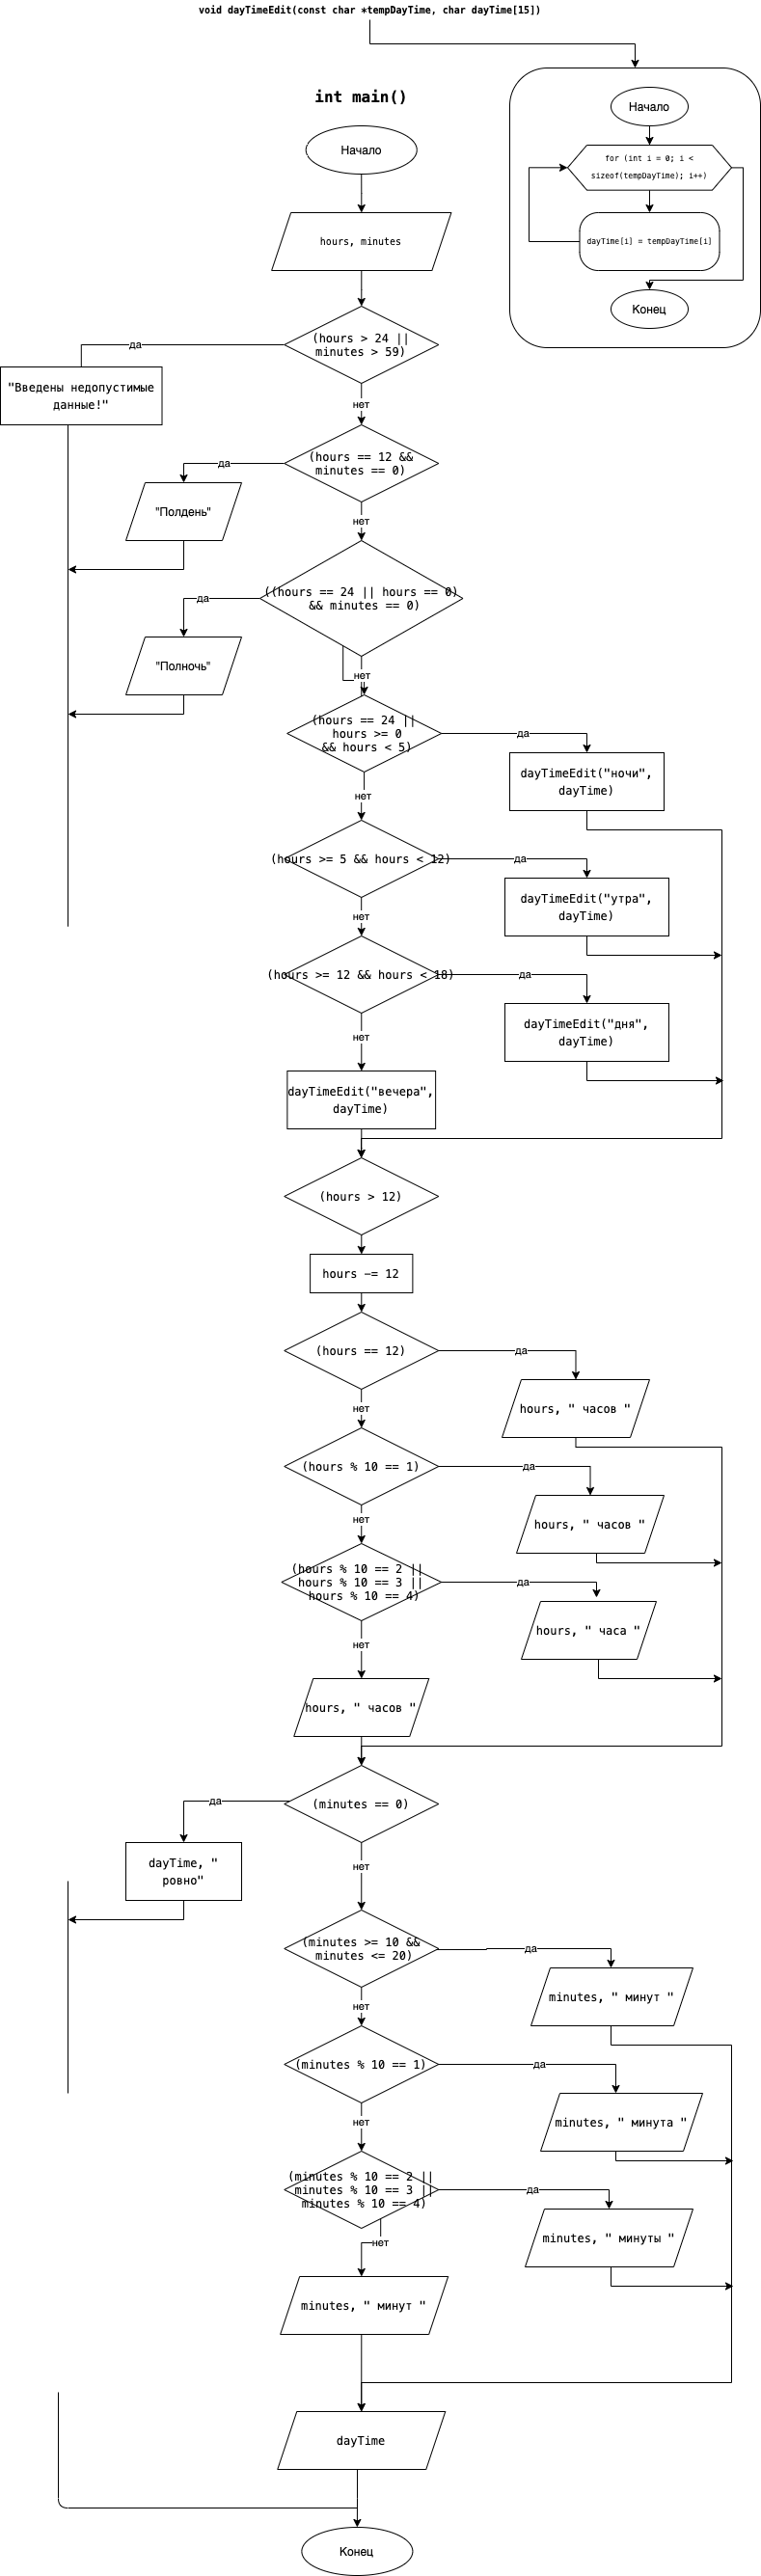 void dayTimeEdit(const char *tempDayTime, char dayTime[15])
Начало
for (int i = 0; i <
sizeof(tempDayTime); i++)
dayTime[i] = tempDayTime[i]
Конец
int main()
Начало
hours, minutes
(hours > 24 ||
minutes > 59)
да
"Введены недопустимые
данные!"
нет
(hours == 12 &&
minutes == 0)
да
"Полдень"
нет
((hours == 24 || hours == 0)
&& minutes == 0)
да
"Полночь"
нет
(hours == 24 ||
hours >= 0
&& hours < 5)
да
dayTimeEdit("ночи",
dayTime)
нет
(hours >= 5 && hours < 12)
да
dayTimeEdit("утра",
dayTime)
нет
(hours >= 12 && hours < 18)
да
dayTimeEdit("дня",
dayTime)
нет
dayTimeEdit("вечера",
dayTime)
(hours > 12)
hours -= 12
(hours == 12)
да
hours, " часов "
нет
(hours % 10 == 1)
да
hours, " часов "
нет
(hours % 10 == 2 ||
hours % 10 == 3 ||
hours % 10 == 4)
да
hours, " часа "
нет
hours, " часов "
(minutes == 0)
да
dayTime, "
ровно"
нет
(minutes >= 10 &&
minutes <= 20)
да
minutes, " минут "
нет
(minutes % 10 == 1)
да
minutes, " минута "
нет
(minutes % 10 == 2 ||
minutes % 10 == 3 ||
minutes % 10 == 4)
да
minutes, " минуты "
нет
minutes, " минут "
dayTime
Конец